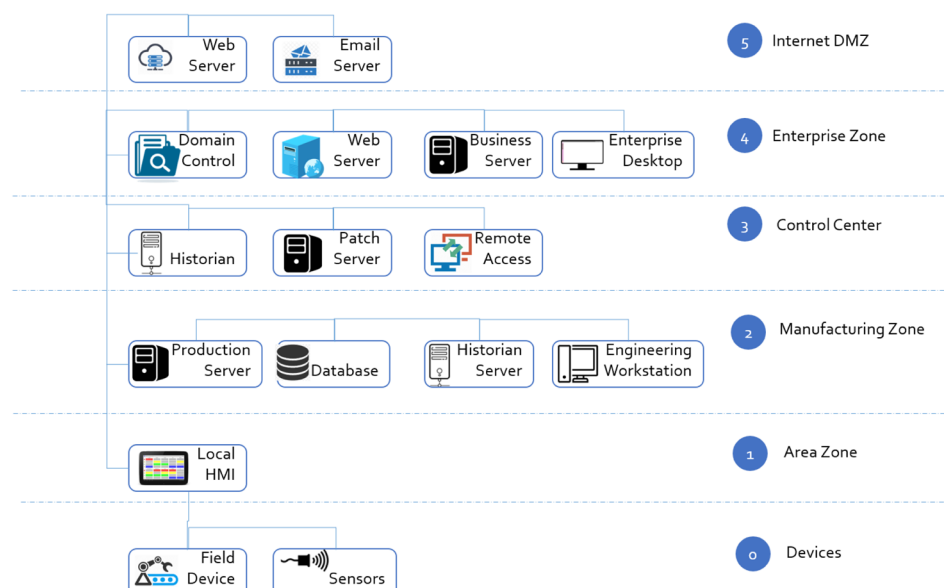 Web
Server
Email
Server
5
Internet DMZ
Domain
Control
Web
Server
Business
Server
Enterprise
Desktop
4
Enterprise Zone
Historian
Patch
Server
Remote
Access
3
Control Center
Production
Server
Database
Historian
Server
Engineering
Workstation
2
Manufacturing Zone
Local
HMI
1
Area Zone
Field
Device
Sensors
0
Devices